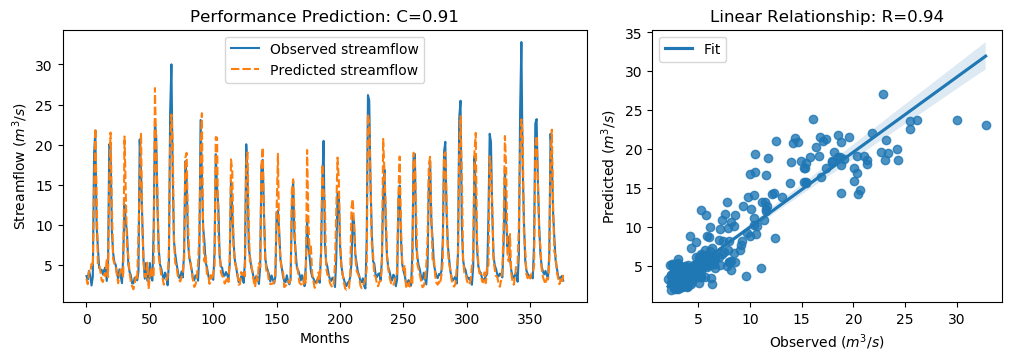 Performance Prediction: C=0.91
Observed streamflow
Predicted streamflow
Streamflow (m³/s)
30
25
20
15
10
5
0 50 100 150 200 250 300 350
Months
Linear Relationship: R=0.94
Fit
Predicted (m³/s)
35
30
25
20
15
10
5
5 10 15 20 25 30
Observed (m³/s)